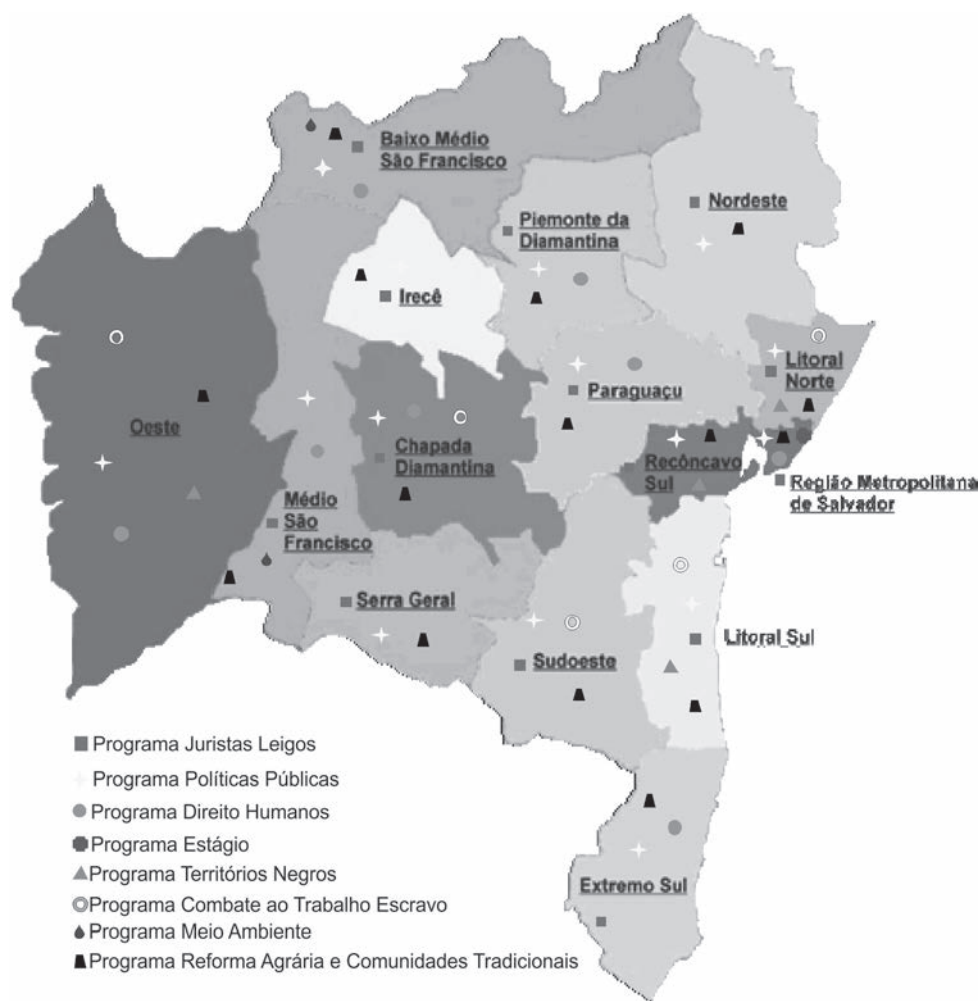 Baixo Médio
São Francisco
Nordeste
Piemonte da
Diamantina
Irecê
Litoral
Norte
Paraguaçu
Oeste
Chapada
Diamantina
Recôncavo
Sul
Região Metropolitana
de Salvador
Médio
São
Francisco
Serra Geral
Litoral Sul
Sudoeste
Extremo Sul
Programa Juristas Leigos
Programa Políticas Públicas
Programa Direito Humanos
Programa Estágio
Programa Territórios Negros
Programa Combate ao Trabalho Escravo
Programa Meio Ambiente
Programa Reforma Agrária e Comunidades Tradicionais